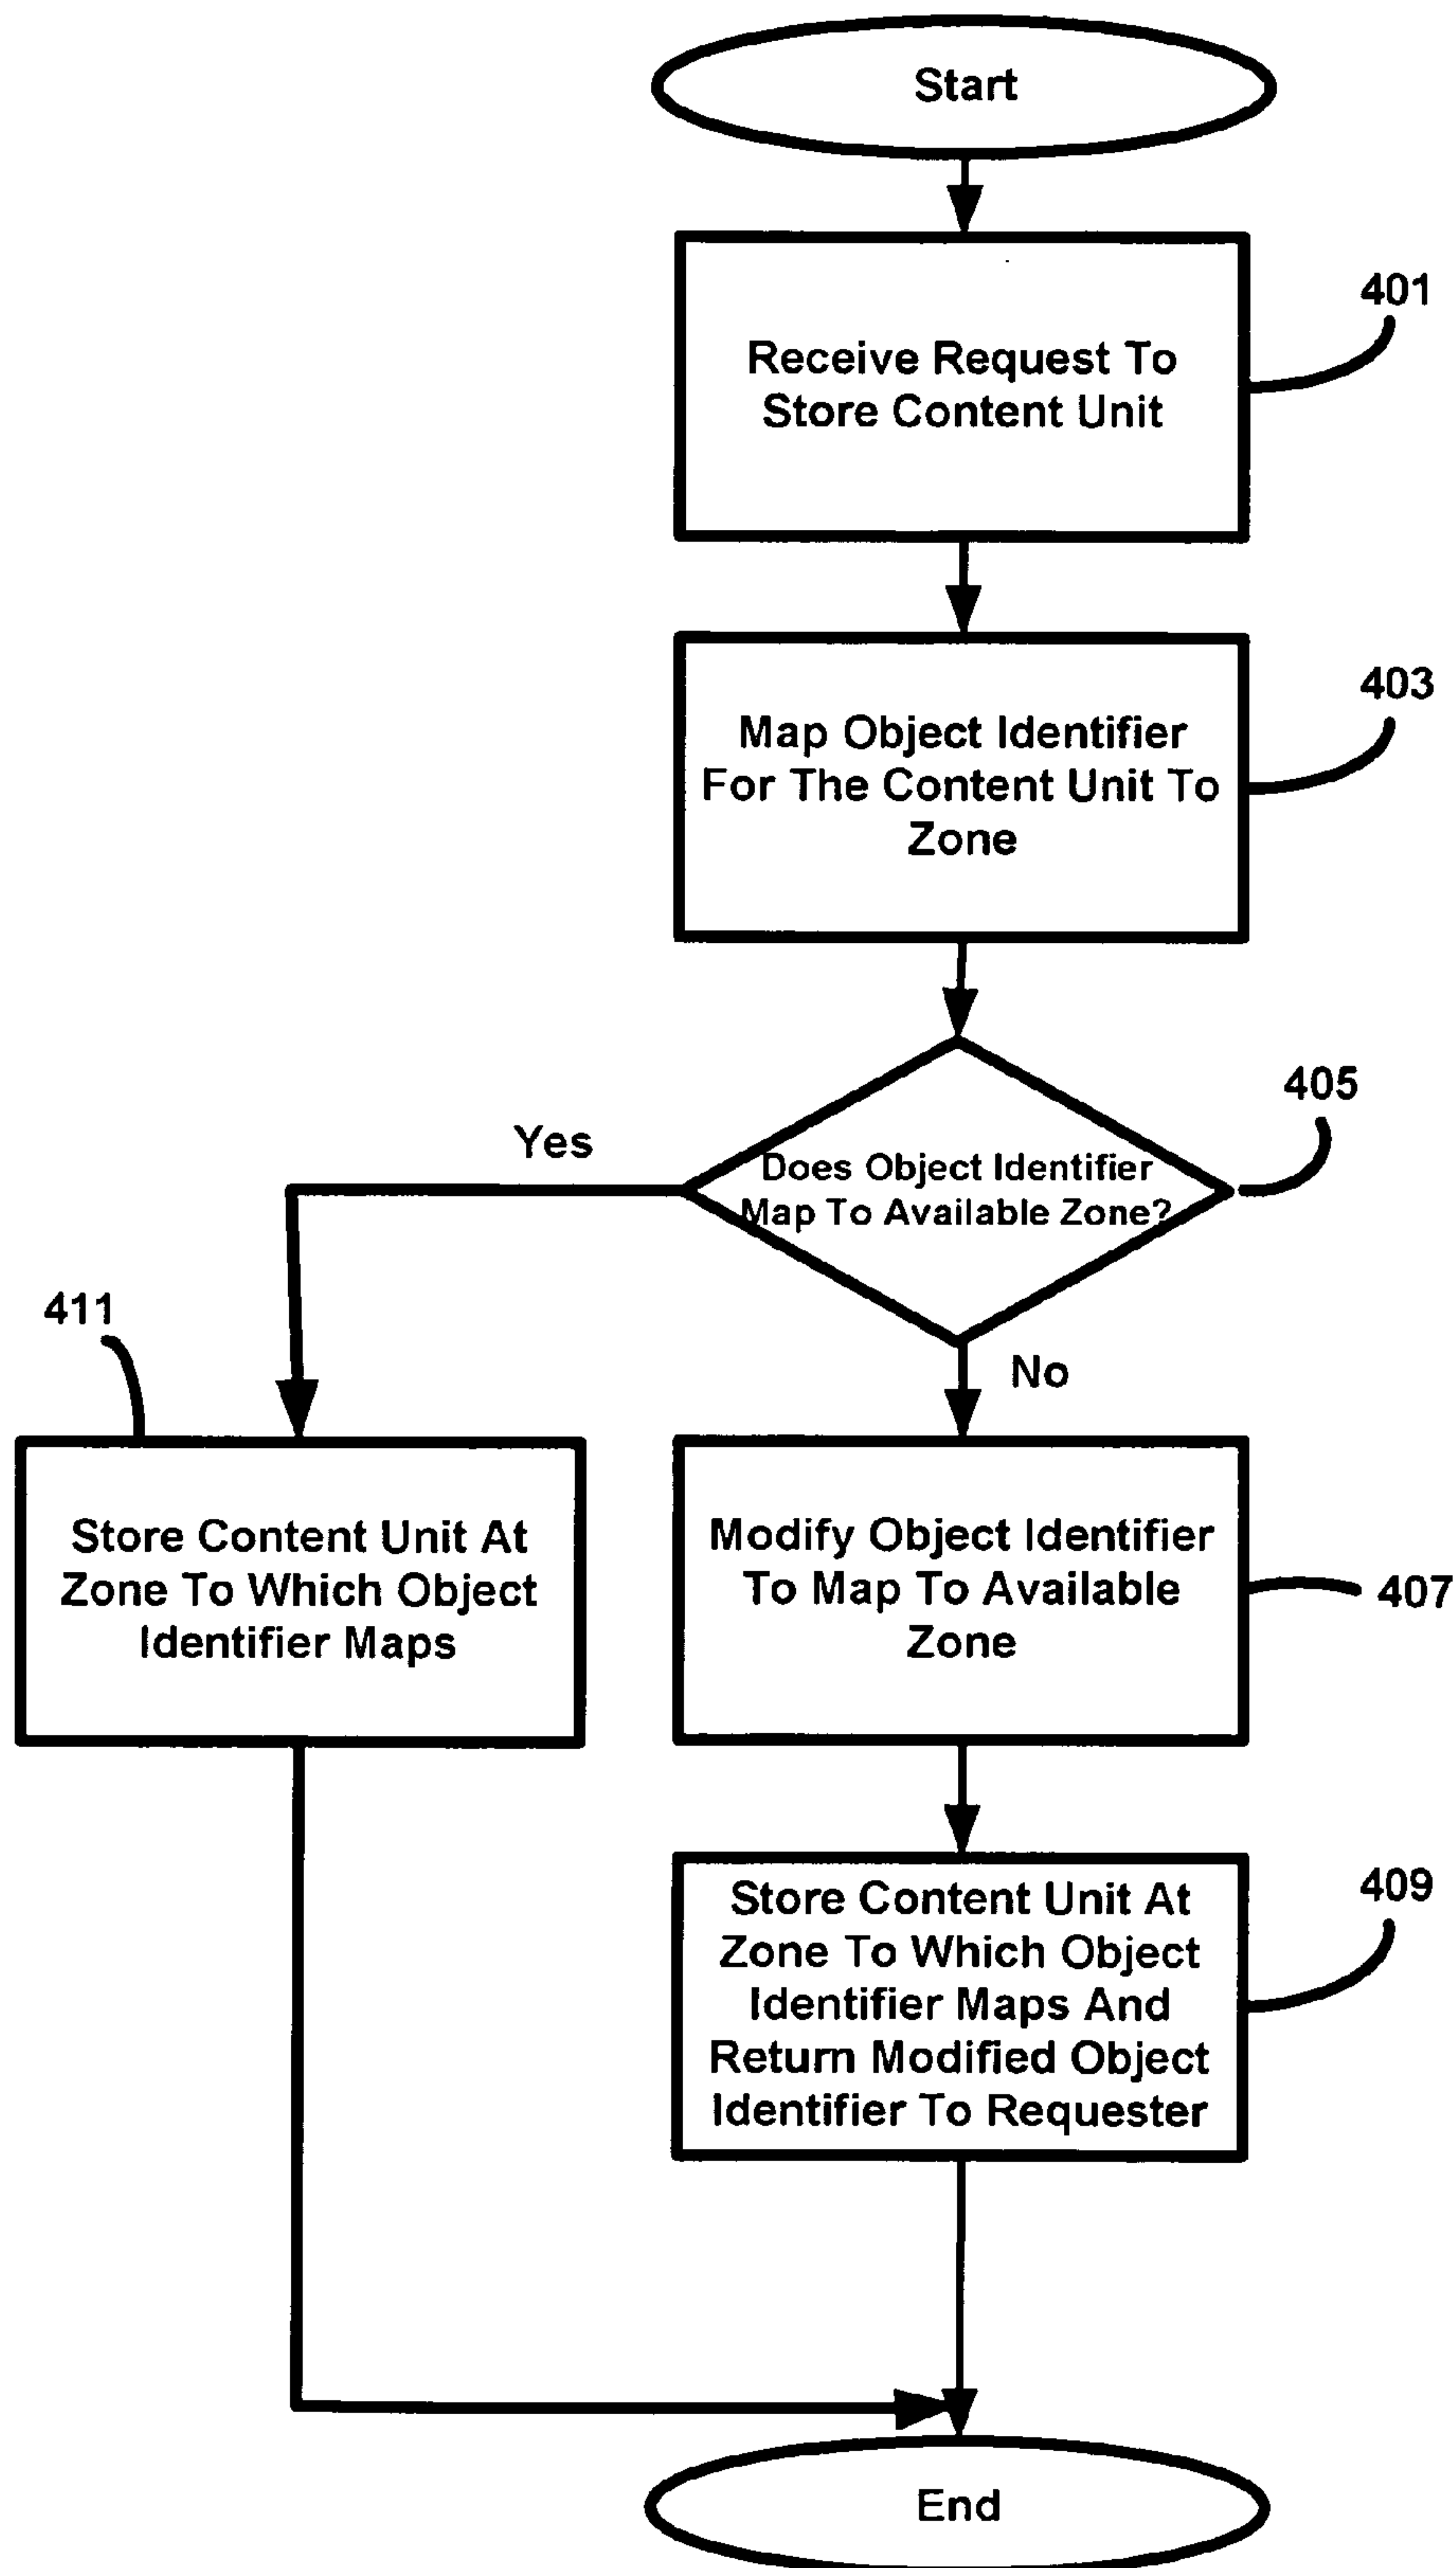 Start
401
Receive Request To
Store Content Unit
403
Map Object Identifier
For The Content Unit To
Zone
405
Yes
Does Object Identifier
Map To Available Zone?
No
411
Store Content Unit At
Zone To Which Object
Identifier Maps
Modify Object Identifier
To Map To Available
Zone
407
409
Store Content Unit At
Zone To Which Object
Identifier Maps And
Return Modified Object
Identifier To Requester
End